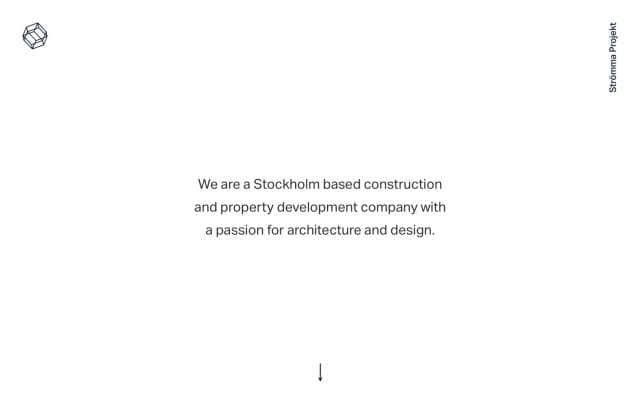 Strömma Projekt
We are a Stockholm based construction
and property development company with
a passion for architecture and design.